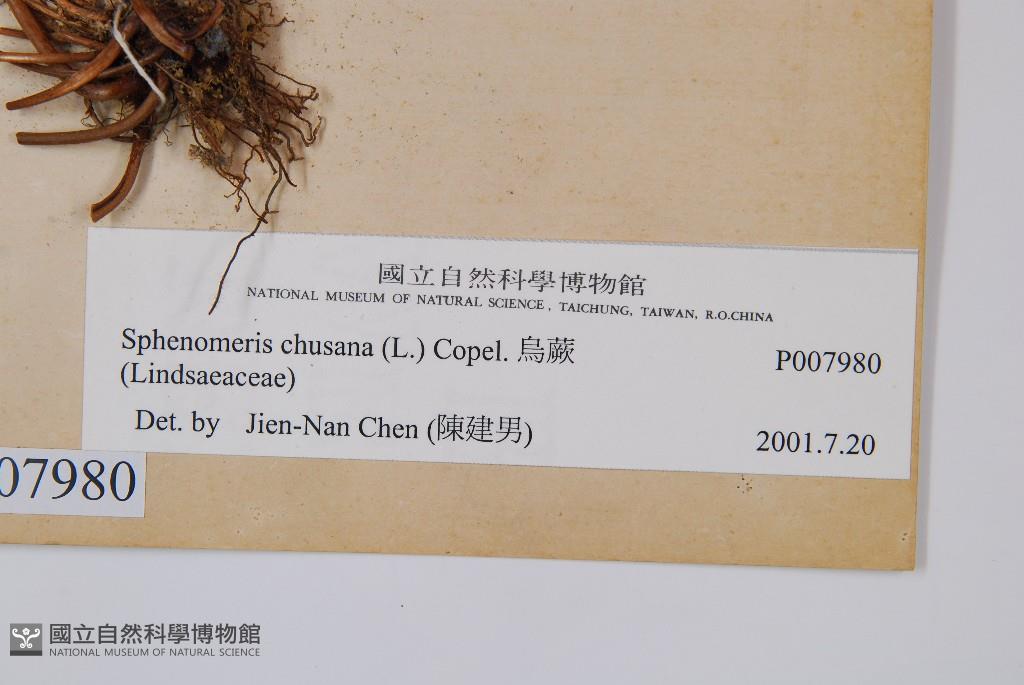 國立自然科學博物館
NATIONAL MUSEUM OF NATURAL SCIENCE, TAICHUNG, TAIWAN, R.O.CHINA
Sphenomeris chusana (L.) Copel. 烏蕨 P007980
(Lindsaeaceae)
Det. by Jien-Nan Chen (陳建男) 2001.7.20
07980
國立自然科學博物館
NATIONAL MUSEUM OF NATURAL SCIENCE